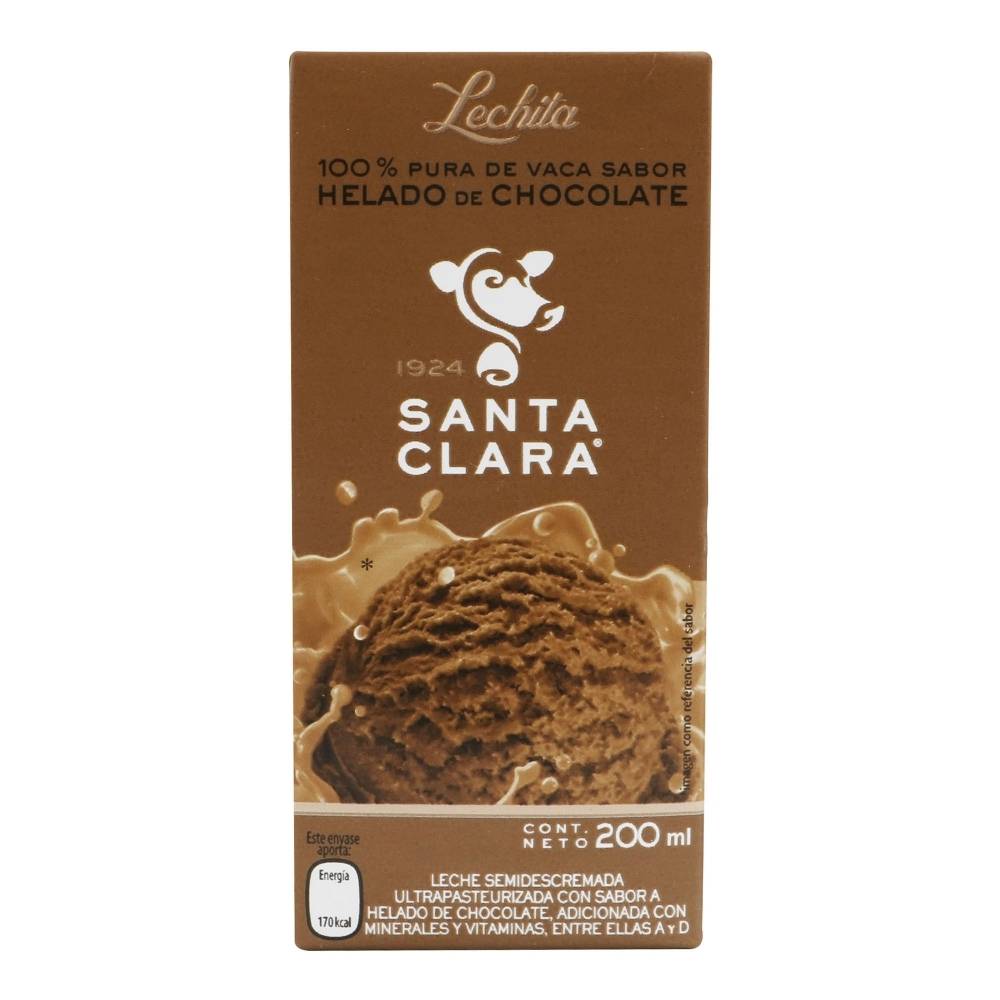 Lechita
100% PURA DE VACA SABOR
HELADO DE CHOCOLATE
1924
SANTA
CLARA®
*
imagen como referencia del sabor
Este envase
aporta:
Energía
170 kcal
CONT.
NETO 200 ml
LECHE SEMIDESCREMADA
ULTRAPASTEURIZADA CON SABOR A
HELADO DE CHOCOLATE, ADICIONADA CON
MINERALES Y VITAMINAS, ENTRE ELLAS A Y D